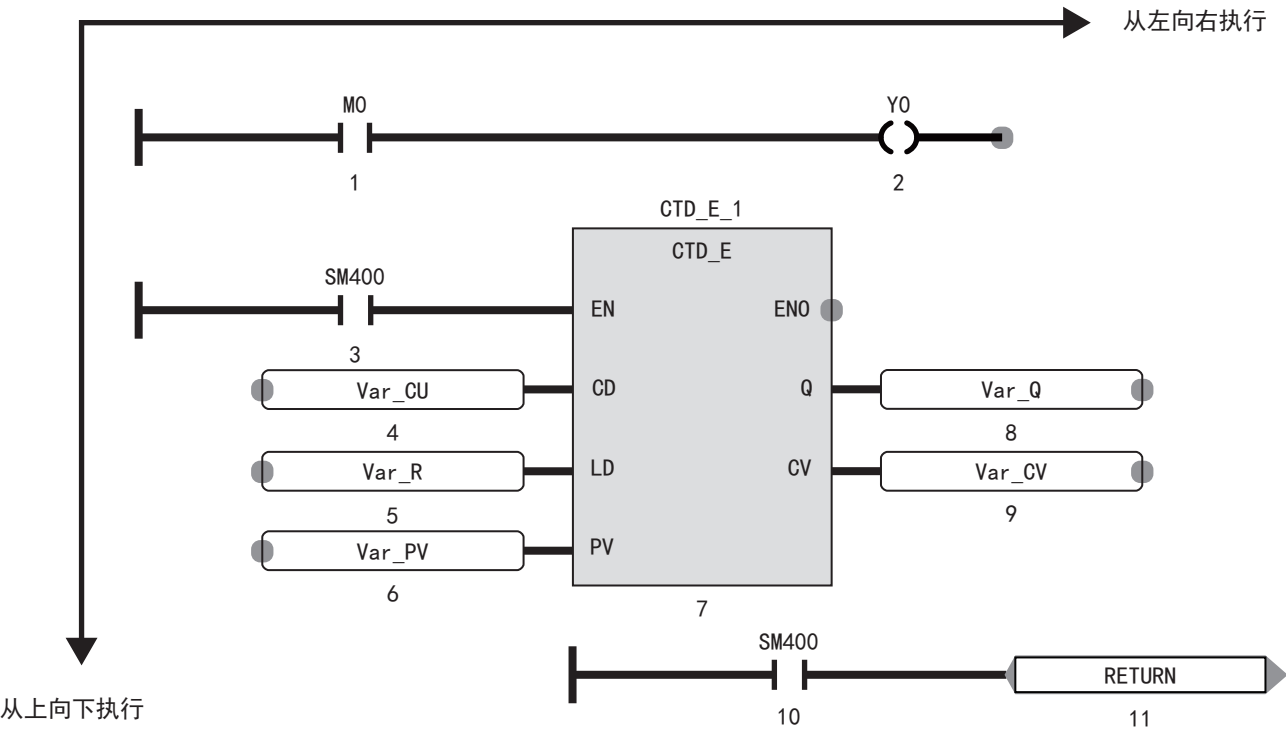 从左向右执行
M0 Y0
1 2
CTD_E_1
CTD_E
SM400
EN ENO
3
Var_CU CD Q Var_Q
4 8
Var_R LD CV Var_CV
5 9
Var_PV PV
6 7
SM400
RETURN
从上向下执行
10 11